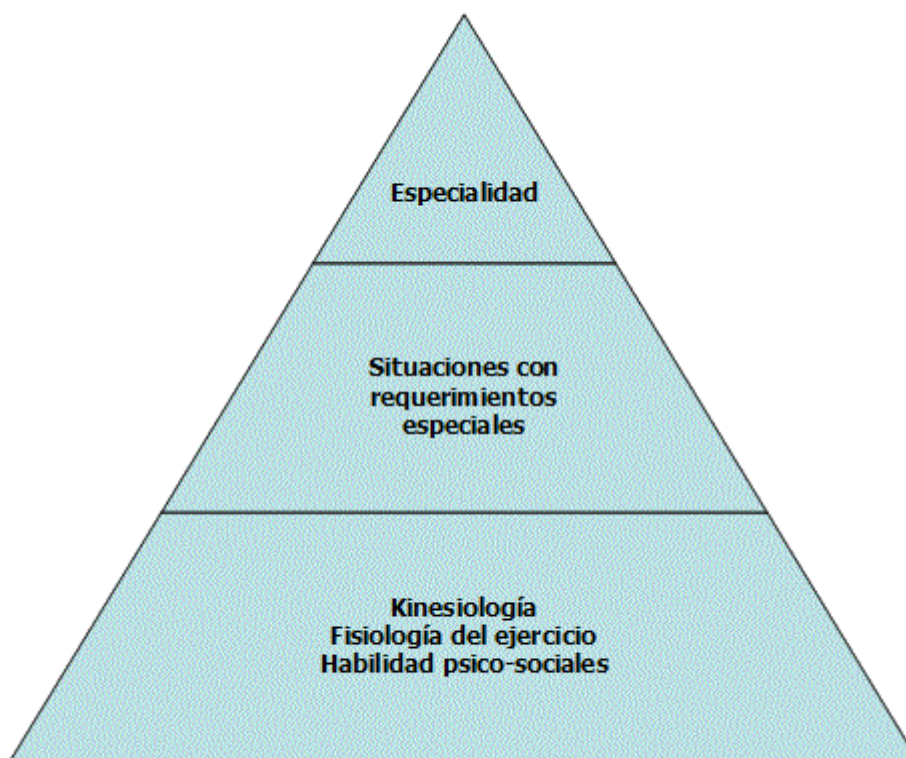 Especialidad
Situaciones con
requerimientos
especiales
Kinesiología
Fisiología del ejercicio
Habilidad psico-sociales